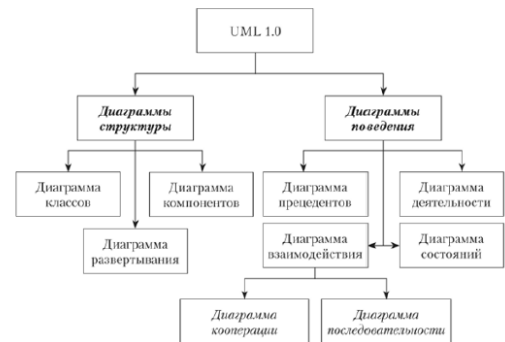 UML 1.0
Диаграммы
структуры
Диаграммы
поведения
Диаграмма
классов
Диаграмма
компонентов
Диаграмма
прецедентов
Диаграмма
деятельности
Диаграмма
развертывания
Диаграмма
взаимодействия
Диаграмма
состояний
Диаграмма
кооперации
Диаграмма
последовательности